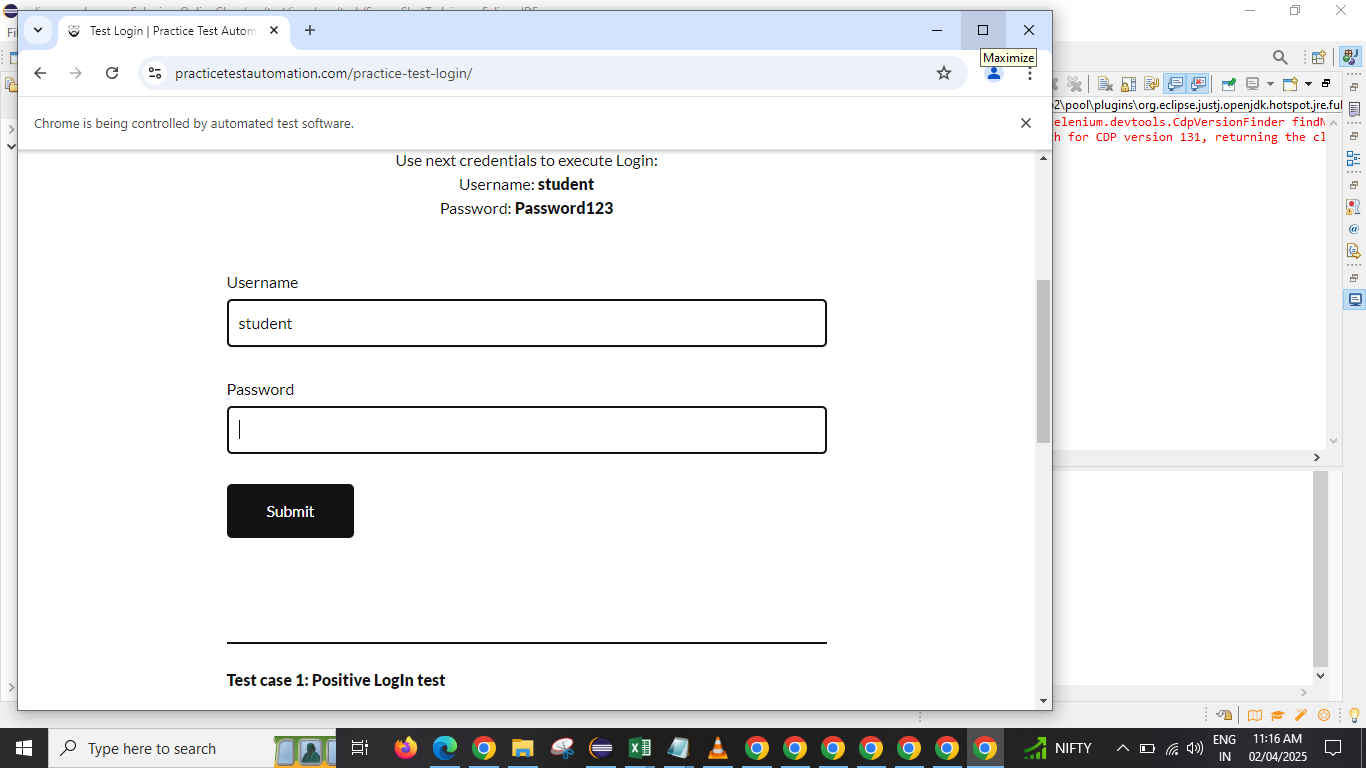 Test Login | Practice Test Autom
Maximize
practicetestautomation.com/practice-test-login/
Chrome is being controlled by automated test software.
Use next credentials to execute Login:
Username: student
Password: Password123
Username
student
Password
Submit
Test case 1: Positive LogIn test
\pool\plugins\org.eclipse.justj.openjdk.hotspot.jre.ful
elenium.devtools.CdpVersionFinder find
h for CDP version 131, returning the cl
Type here to search
NIFTY
ENG
IN
11:16 AM
02/04/2025